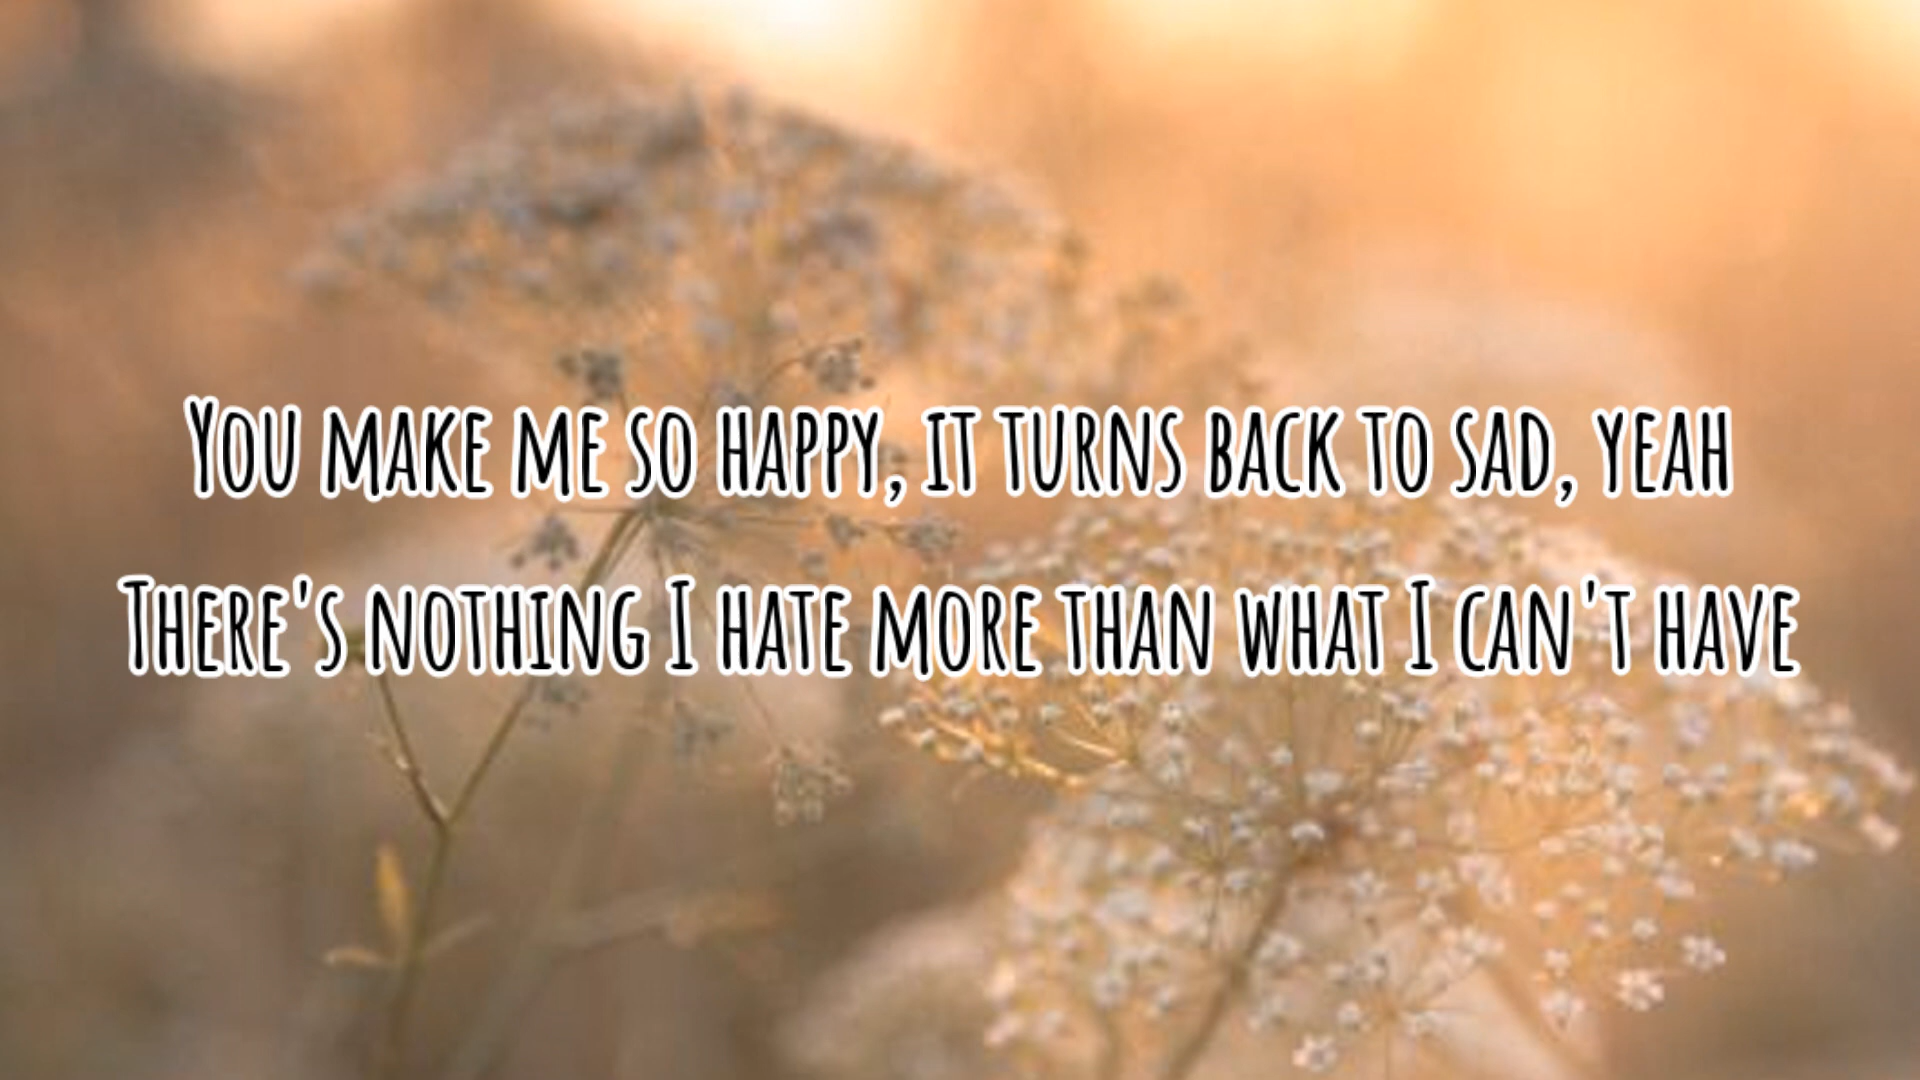 You make me so happy, it turns back to sad, yeah
There's nothing I hate more than what I can't have